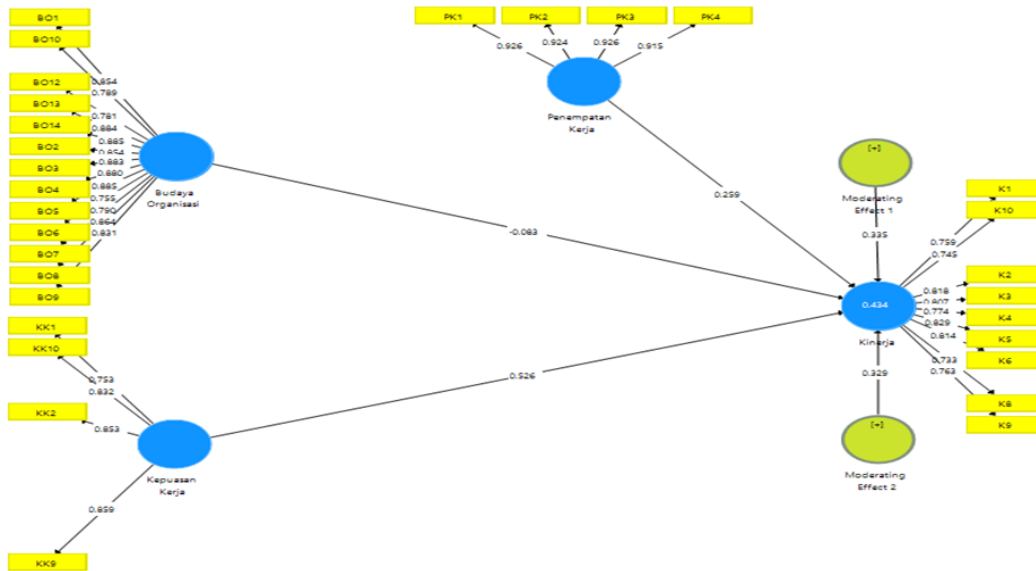 BO1
BO10
BO12
BO13
BO14
BO2
BO3
BO4
BO5
BO6
BO7
BO8
BO9
0.854
0.789
0.781
0.884
0.885
0.854
0.883
0.880
0.885
0.755
0.790
0.864
0.831
Budaya
Organisasi
PK1
PK2
PK3
PK4
0.926
0.924
0.926
0.915
Penempatan
Kerja
0.259
-0.083
0.526
[+]
Moderating
Effect 1
0.335
0.434
Kinerja
0.329
[+]
Moderating
Effect 2
K1
K10
K2
K3
K4
K5
K6
K8
K9
0.759
0.745
0.818
0.807
0.774
0.829
0.814
0.733
0.763
KK1
KK10
KK2
KK9
0.753
0.832
0.853
0.859
Kepuasan
Kerja